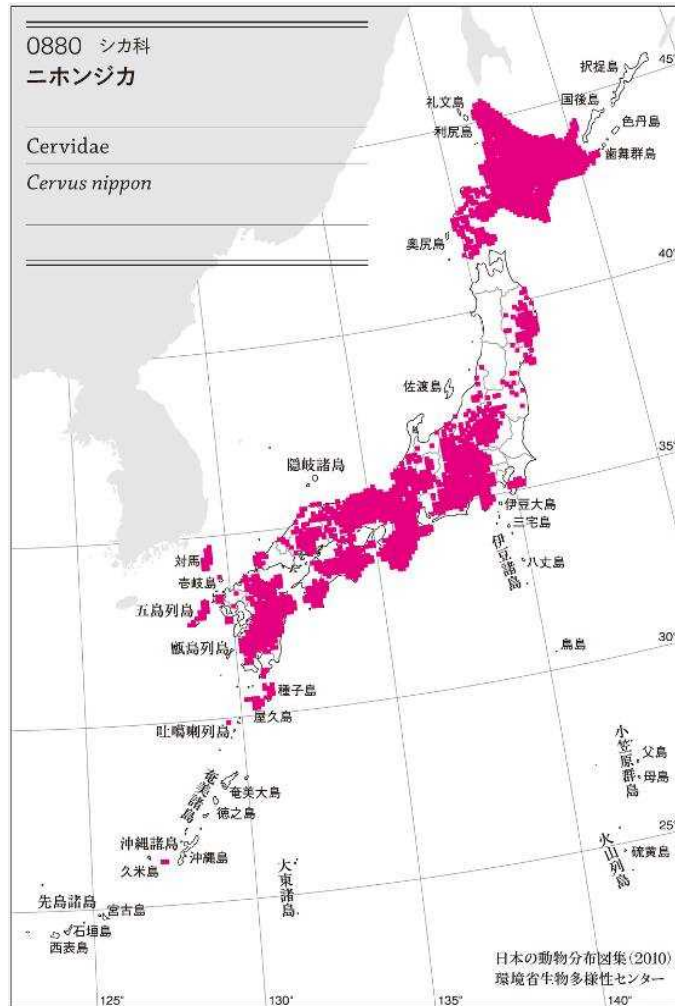 0880 シカ科
ニホンジカ
Cervidae
Cervus nippon
45°
択捉島
国後島
礼文島
色丹島
利尻島
歯舞群島
奥尻島
40°
佐渡島
35°
隠岐諸島
伊豆大島
三宅島
対馬
伊豆諸島
八丈島
壱岐島
五島列島
甑島列島
鳥島
30°
種子島
屋久島
吐噶喇列島
小笠原群島
父島
母島
奄美諸島
奄美大島
徳之島
25°
沖縄諸島
沖縄島
火山列島
硫黄島
久米島
大東諸島
先島諸島
宮古島
石垣島
西表島
日本の動物分布図集(2010)
環境省生物多様性センター
125°
130°
135°
140°